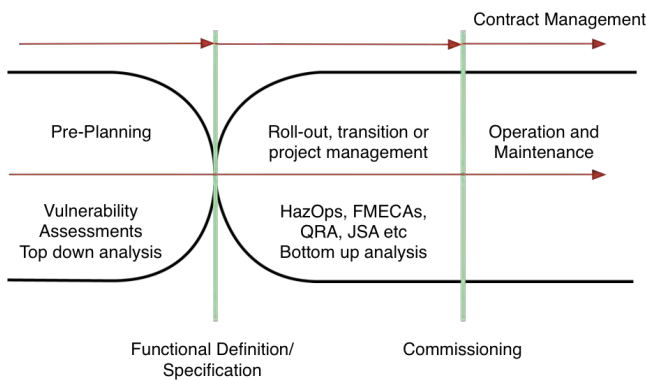 Contract Management
Pre-Planning
Roll-out, transition or
project management
Operation and
Maintenance
Vulnerability
Assessments
Top down analysis
HazOps, FMECAs,
QRA, JSA etc
Bottom up analysis
Functional Definition/
Specification
Commissioning